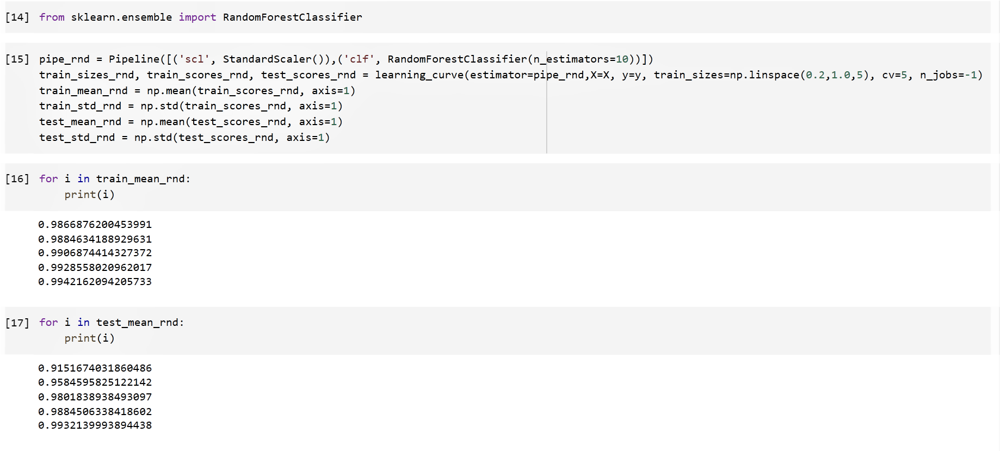 [14] from sklearn.ensemble import RandomForestClassifier
[15] pipe_rnd = Pipeline([('scl', StandardScaler()),('clf', RandomForestClassifier(n_estimators=10))])
train_sizes_rnd, train_scores_rnd, test_scores_rnd = learning_curve(estimator=pipe_rnd,X=X, y=y, train_sizes=np.linspace(0.2,1.0,5), cv=5, n_jobs=-1)
train_mean_rnd = np.mean(train_scores_rnd, axis=1)
train_std_rnd = np.std(train_scores_rnd, axis=1)
test_mean_rnd = np.mean(test_scores_rnd, axis=1)
test_std_rnd = np.std(test_scores_rnd, axis=1)
[16] for i in train_mean_rnd:
    print(i)
0.9866876200453991
0.9884634188929631
0.9906874414327372
0.9928558020962017
0.9942162094205733
[17] for i in test_mean_rnd:
    print(i)
0.9151674031860486
0.9584595825122142
0.9801838938493097
0.9884506338418602
0.9932139993894438